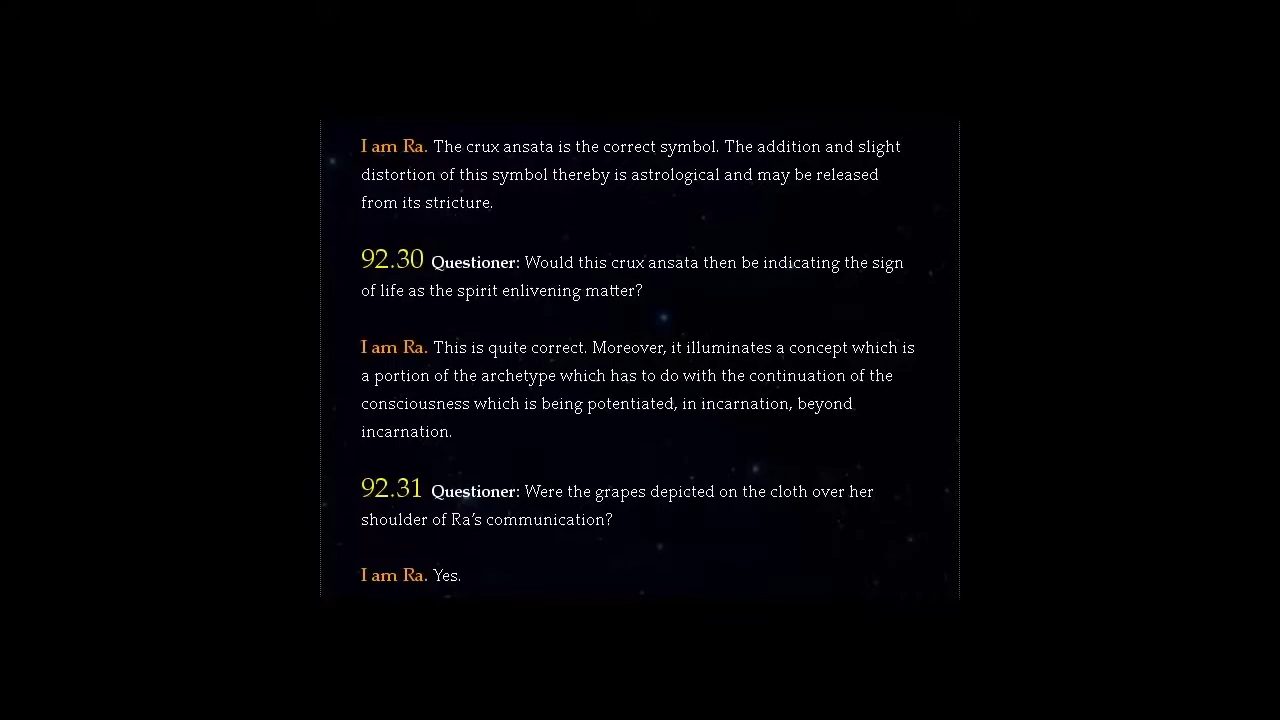 I am Ra. The crux ansata is the correct symbol. The addition and slight
distortion of this symbol thereby is astrological and may be released
from its stricture.
92.30 Questioner: Would this crux ansata then be indicating the sign
of life as the spirit enlivening matter?
I am Ra. This is quite correct. Moreover, it illuminates a concept which is
a portion of the archetype which has to do with the continuation of the
consciousness which is being potentiated, in incarnation, beyond
incarnation.
92.31 Questioner: Were the grapes depicted on the cloth over her
shoulder of Ra’s communication?
I am Ra. Yes.